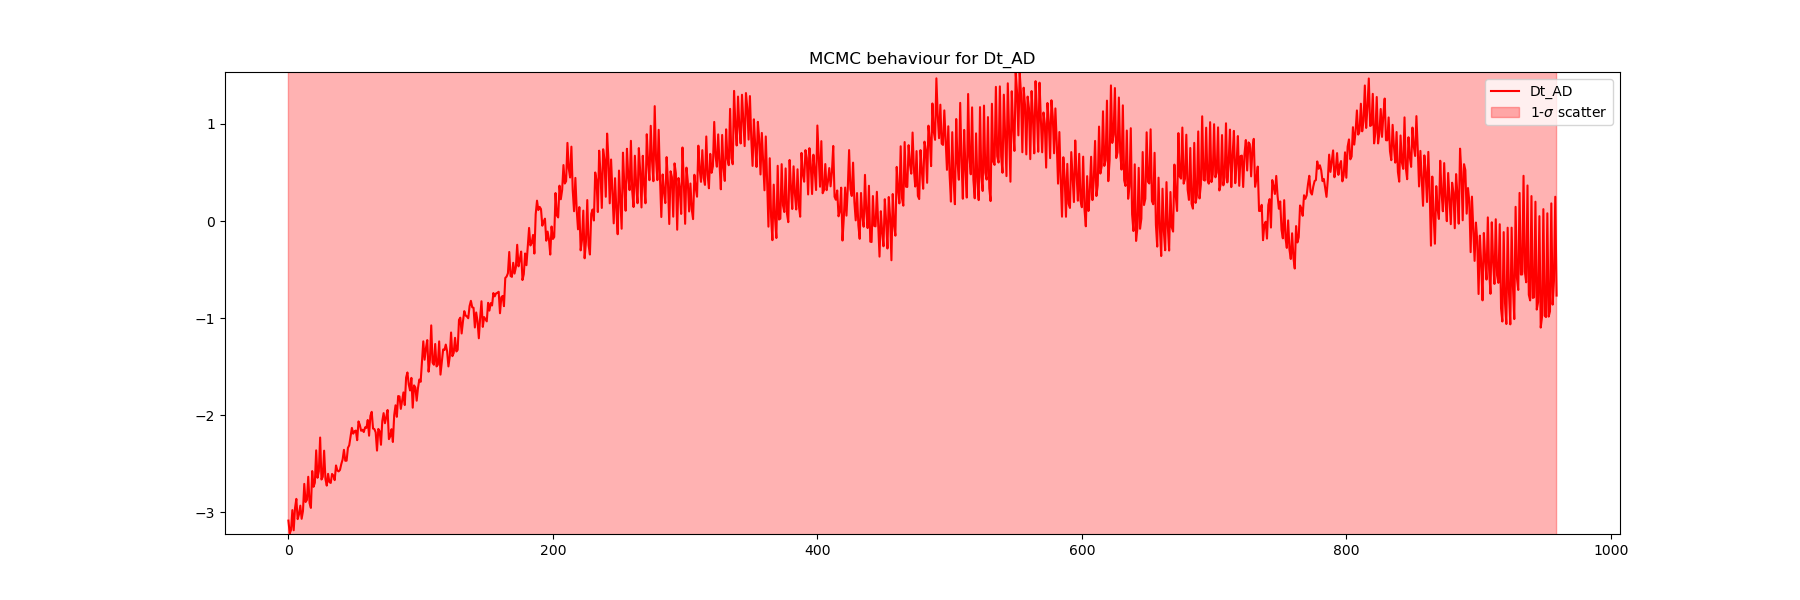 MCMC behaviour for Dt_AD
Dt_AD
1-σ scatter
1
0
−1
−2
−3
0 200 400 600 800 1000